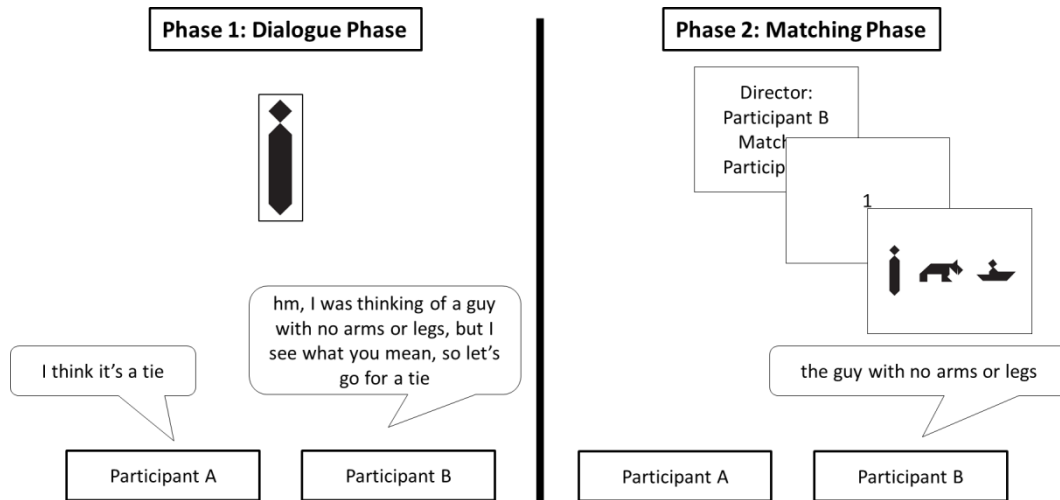 Phase 1: Dialogue Phase
I think it's a tie
hm, I was thinking of a guy
with no arms or legs, but I
see what you mean, so let's
go for a tie
Participant A
Participant B
Phase 2: Matching Phase
Director:
Participant B
Match
Particip
1
the guy with no arms or legs
Participant A
Participant B